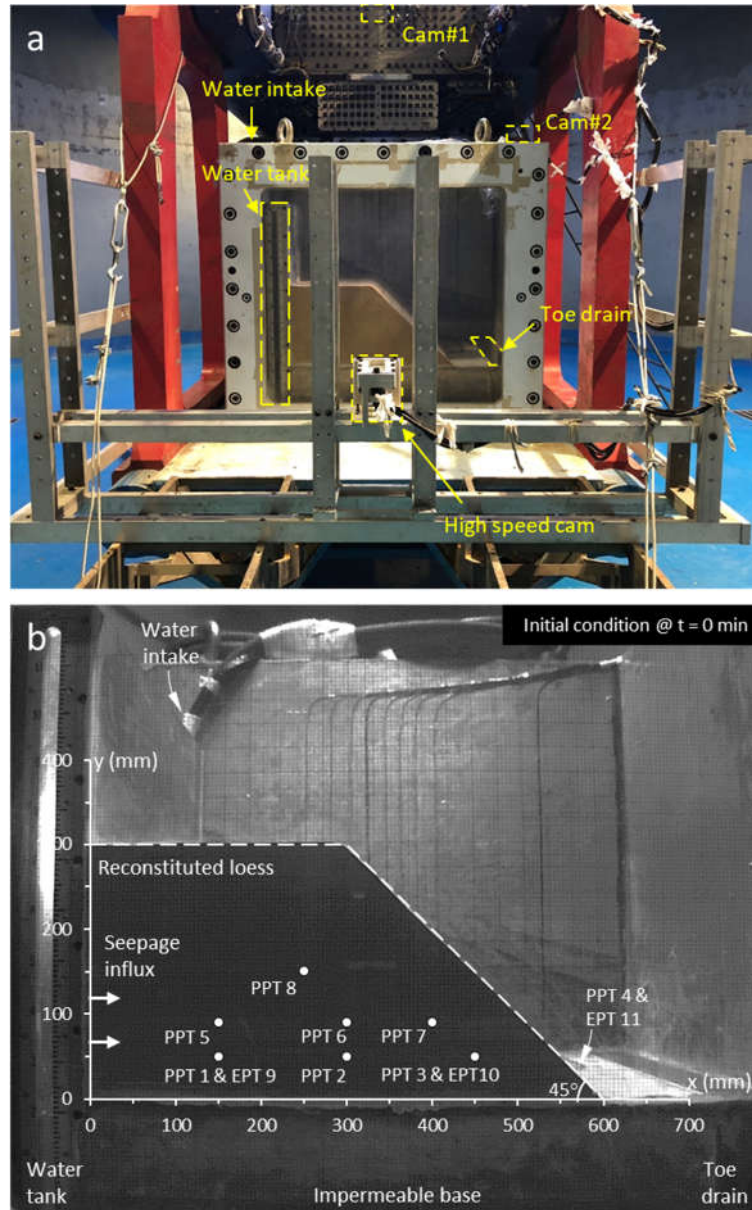 a
Cam#1
Water intake
Cam#2
Water tank
Toe drain
High speed cam
b
Initial condition @ t = 0 min
Water
intake
400
y (mm)
300
Reconstituted loess
200
Seepage
influx
PPT 8
100
PPT 5
PPT 6
PPT 7
PPT 4 &
EPT 11
PPT 1 & EPT 9
PPT 2
PPT 3 & EPT10
45°
x (mm)
0
0 100 200 300 400 500 600 700
Water
tank
Impermeable base
Toe
drain